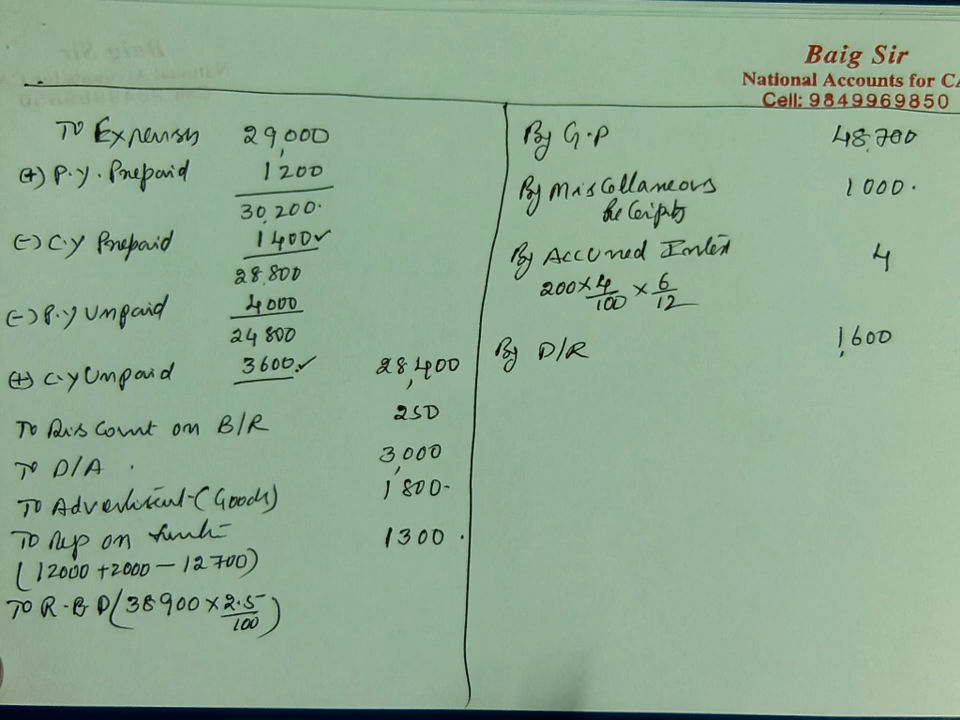 Baig Sir
National Accounts for CA
Cell: 9849969850
To Expenses 29,000
(+) P.Y. Prepaid 1200
30,200.
(-) C.Y Prepaid 1400✓
28,800
(-) P.Y Unpaid 4000
24800
(+) C.Y Unpaid 3600✓ 28,400
To Discount on B/R 250
To D/A . 3,000
To Advertisement (Goods) 1800-
To Dep on 1300 .
(12000 + 2000 - 12700)
To R.B.D (38900 × 2.5/100)
By G.P 48,700
By Miscellaneous 1000.
Receipts
By Accrued Interest 4
200 × 4/100 × 6/12
By D/R 1,600